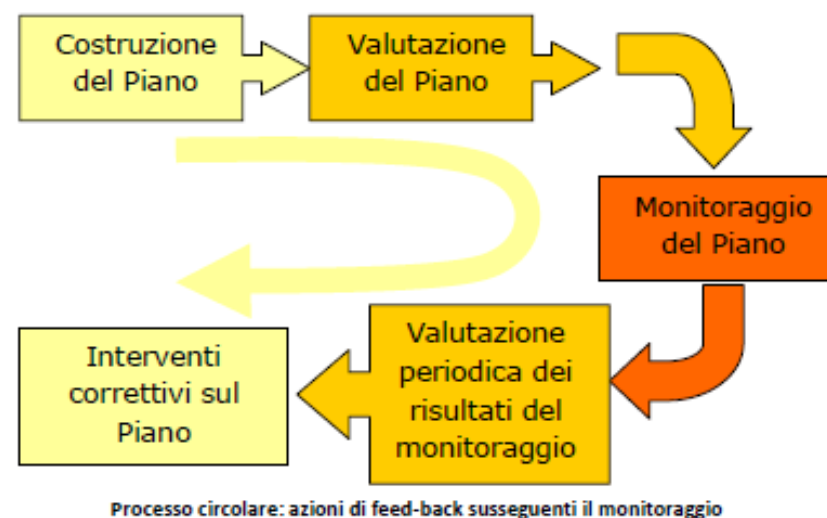 Costruzione
del Piano
Valutazione
del Piano
Monitoraggio
del Piano
Valutazione
periodica dei
risultati del
monitoraggio
Interventi
correttivi sul
Piano
Processo circolare: azioni di feed-back susseguenti il monitoraggio